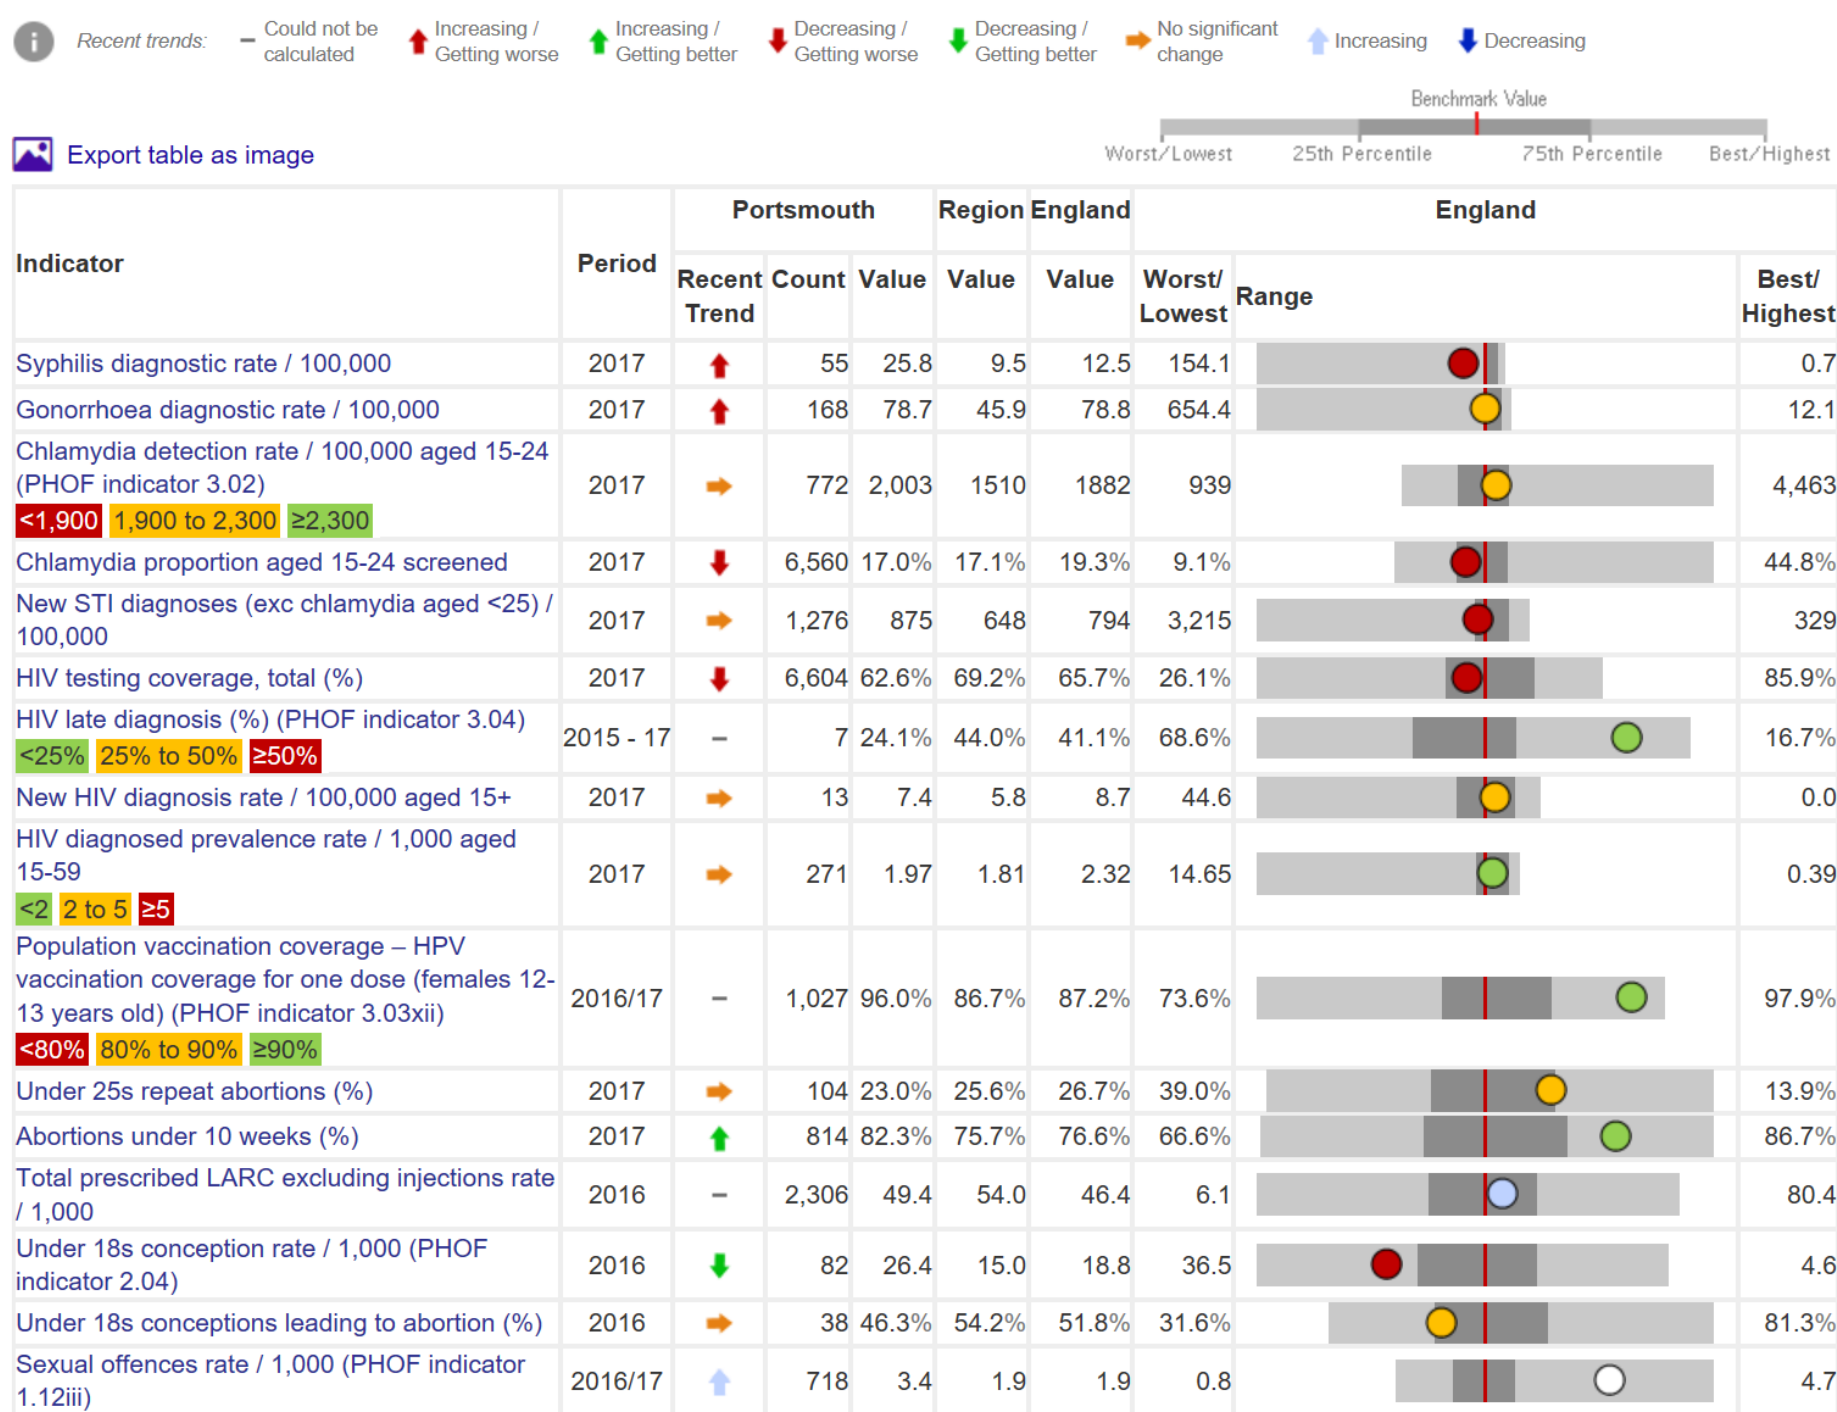 Recent trends: – Could not be calculated Increasing / Getting worse Increasing / Getting better Decreasing / Getting worse Decreasing / Getting better No significant change Increasing Decreasing
Benchmark Value
Worst/Lowest 25th Percentile 75th Percentile Best/Highest
Export table as image
Portsmouth Region England England
Indicator Period Recent Trend Count Value Value Value Worst/ Lowest Range Best/ Highest
Syphilis diagnostic rate / 100,000 2017 55 25.8 9.5 12.5 154.1 0.7
Gonorrhoea diagnostic rate / 100,000 2017 168 78.7 45.9 78.8 654.4 12.1
Chlamydia detection rate / 100,000 aged 15-24
(PHOF indicator 3.02) 2017 772 2,003 1510 1882 939 4,463
<1,900 1,900 to 2,300 ≥2,300
Chlamydia proportion aged 15-24 screened 2017 6,560 17.0% 17.1% 19.3% 9.1% 44.8%
New STI diagnoses (exc chlamydia aged <25) /
100,000 2017 1,276 875 648 794 3,215 329
HIV testing coverage, total (%) 2017 6,604 62.6% 69.2% 65.7% 26.1% 85.9%
HIV late diagnosis (%) (PHOF indicator 3.04)
<25% 25% to 50% ≥50% 2015 - 17 – 7 24.1% 44.0% 41.1% 68.6% 16.7%
New HIV diagnosis rate / 100,000 aged 15+ 2017 13 7.4 5.8 8.7 44.6 0.0
HIV diagnosed prevalence rate / 1,000 aged
15-59 2017 271 1.97 1.81 2.32 14.65 0.39
<2 2 to 5 ≥5
Population vaccination coverage – HPV
vaccination coverage for one dose (females 12-
13 years old) (PHOF indicator 3.03xii) 2016/17 – 1,027 96.0% 86.7% 87.2% 73.6% 97.9%
<80% 80% to 90% ≥90%
Under 25s repeat abortions (%) 2017 104 23.0% 25.6% 26.7% 39.0% 13.9%
Abortions under 10 weeks (%) 2017 814 82.3% 75.7% 76.6% 66.6% 86.7%
Total prescribed LARC excluding injections rate
/ 1,000 2016 – 2,306 49.4 54.0 46.4 6.1 80.4
Under 18s conception rate / 1,000 (PHOF
indicator 2.04) 2016 82 26.4 15.0 18.8 36.5 4.6
Under 18s conceptions leading to abortion (%) 2016 38 46.3% 54.2% 51.8% 31.6% 81.3%
Sexual offences rate / 1,000 (PHOF indicator
1.12iii) 2016/17 718 3.4 1.9 1.9 0.8 4.7